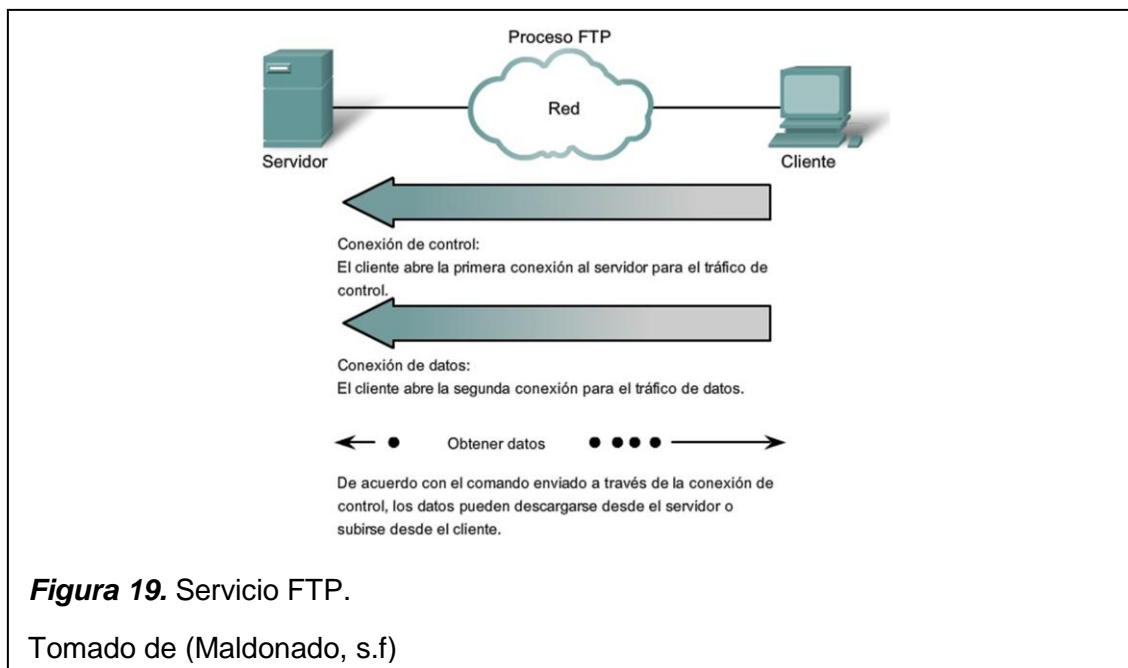 Proceso FTP
Red
Servidor
Cliente
Conexión de control:
El cliente abre la primera conexión al servidor para el tráfico de
control.
Conexión de datos:
El cliente abre la segunda conexión para el tráfico de datos.
Obtener datos
De acuerdo con el comando enviado a través de la conexión de
control, los datos pueden descargarse desde el servidor o
subirse desde el cliente.
Figura 19. Servicio FTP.
Tomado de (Maldonado, s.f)